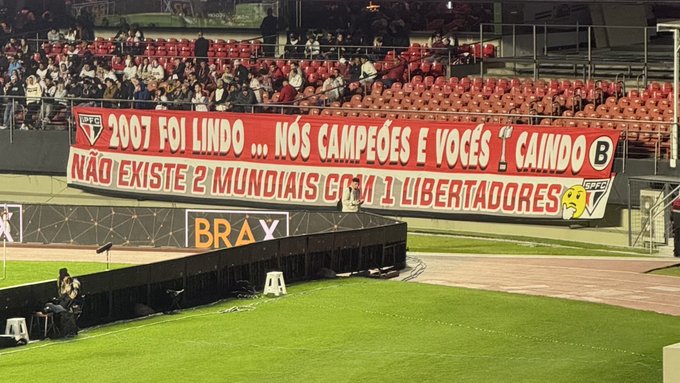 SPFC 2007 FOI LINDO ... NÓS CAMPEÕES E VOCÊS CAINDO B
NÃO EXISTE 2 MUNDIAIS COM 1 LIBERTADORES SPFC
BRAX